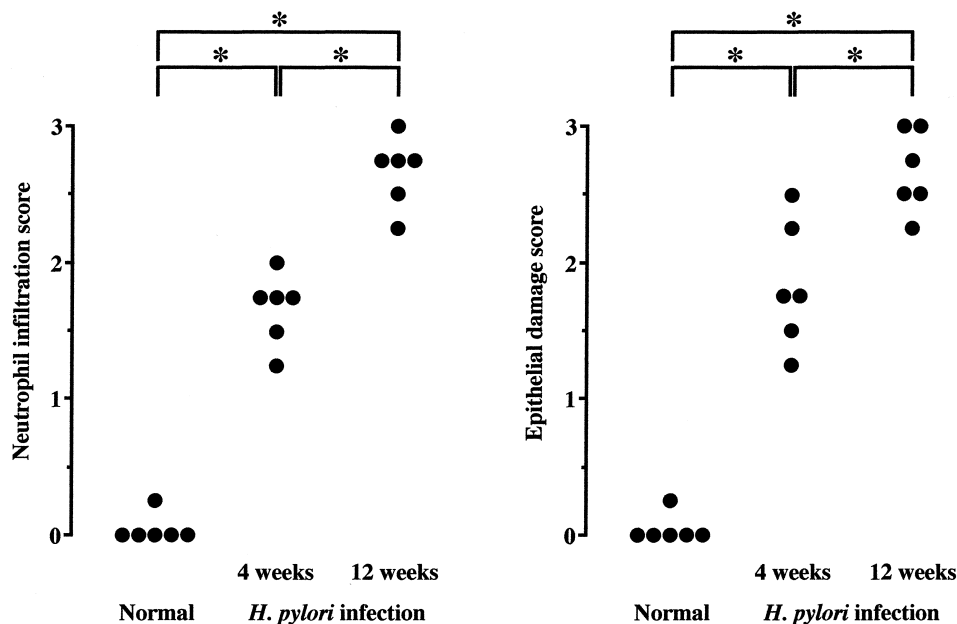 *
* *
3
2
1
0
Neutrophil infiltration score
4 weeks 12 weeks
Normal H. pylori infection
*
* *
3
2
1
0
Epithelial damage score
4 weeks 12 weeks
Normal H. pylori infection